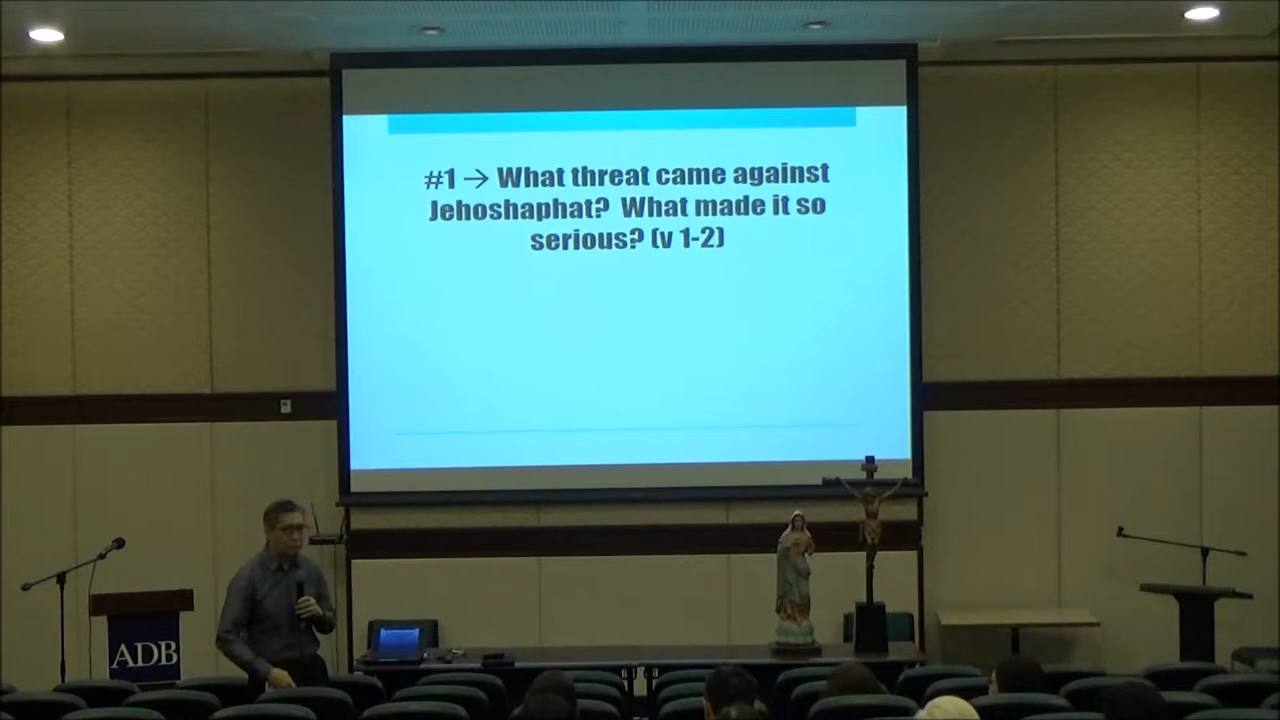 #1 → What threat came against
Jehoshaphat?  What made it so
serious? (v 1-2)
ADB